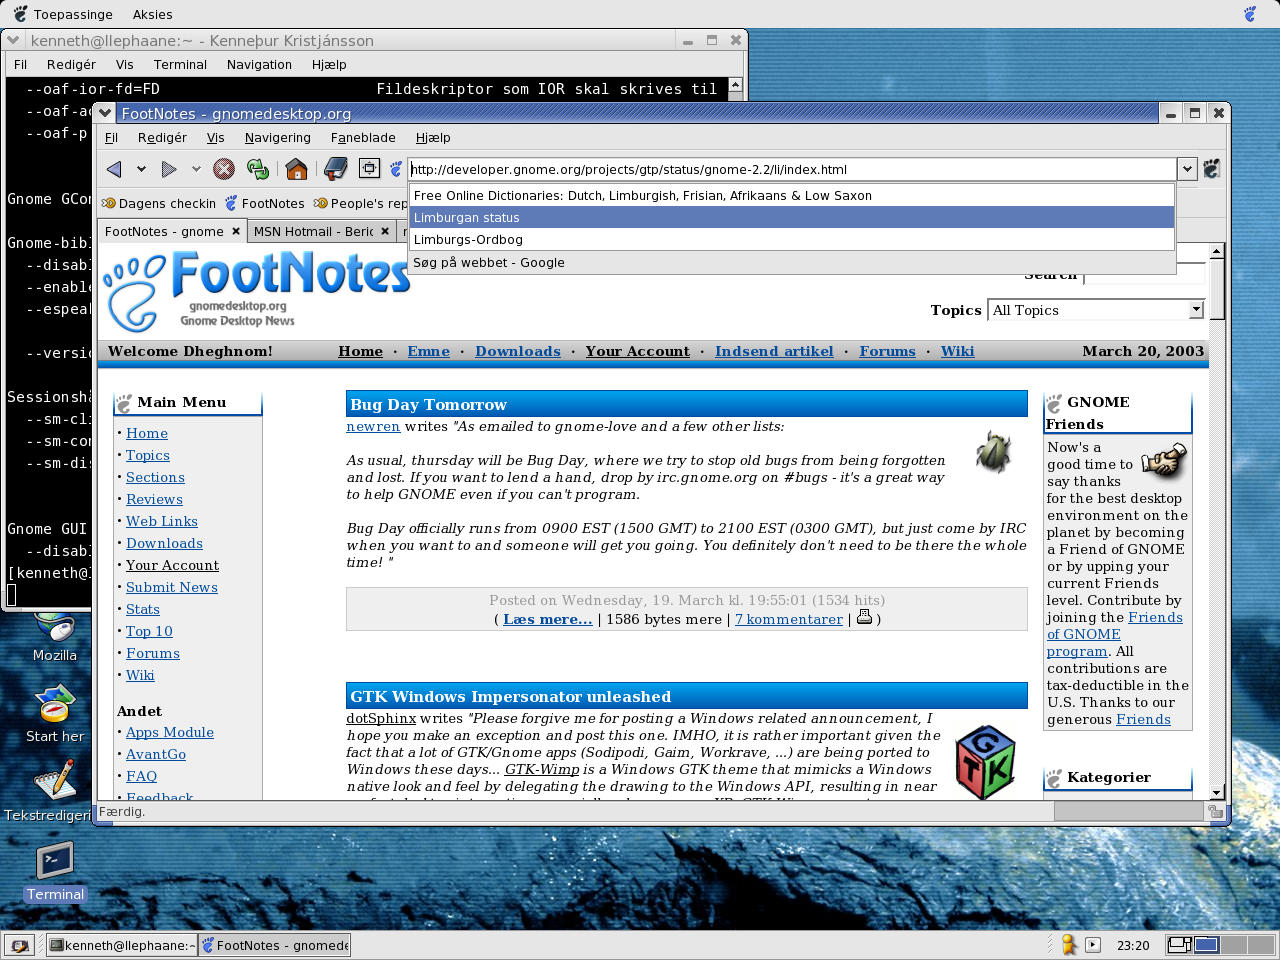 Toepassinge Aksies
kenneth@llephaane:~ - Kenneþur Kristjánsson
Fil Redigér Vis Terminal Navigation Hjælp
--oaf-ior-fd=FD Fildeskriptor som IOR skal skrives til
FootNotes - gnomedesktop.org
Fil Redigér Vis Navigering Faneblade Hjælp
http://developer.gnome.org/projects/gtp/status/gnome-2.2/li/index.html
Free Online Dictionaries: Dutch, Limburgish, Frisian, Afrikaans & Low Saxon
Limburgan status
Limburgs-Ordbog
Søg på webbet - Google
Dagens checkin FootNotes People's rep
FootNotes - gnome MSN Hotmail - Beric
--oaf-p
Gnome GCon
Gnome-bibl
--disabl
--enable
--espeak
--versio
Sessionshå
--sm-cli
--sm-con
--sm-dis
Gnome GUI
--disabl
[kenneth@l
FootNotes
gnomedesktop.org
Gnome Desktop News
Search
Topics All Topics
Welcome Dheghnom! Home · Emne · Downloads · Your Account · Indsend artikel · Forums · Wiki March 20, 2003
Main Menu
· Home
· Topics
· Sections
· Reviews
· Web Links
· Downloads
· Your Account
· Submit News
· Stats
· Top 10
· Forums
· Wiki
Andet
· Apps Module
· AvantGo
· FAQ
· Feedback
Bug Day Tomorrow
newren writes "As emailed to gnome-love and a few other lists:
As usual, thursday will be Bug Day, where we try to stop old bugs from being forgotten
and lost. If you want to lend a hand, drop by irc.gnome.org on #bugs - it's a great way
to help GNOME even if you can't program.
Bug Day officially runs from 0900 EST (1500 GMT) to 2100 EST (0300 GMT), but just come by IRC
when you want to and someone will get you going. You definitely don't need to be there the whole
time! "
Posted on Wednesday, 19. March kl. 19:55:01 (1534 hits)
( Læs mere... | 1586 bytes mere | 7 kommentarer | )
GTK Windows Impersonator unleashed
dotSphinx writes "Please forgive me for posting a Windows related announcement, I
hope you make an exception and post this one. IMHO, it is rather important given the
fact that a lot of GTK/Gnome apps (Sodipodi, Gaim, Workrave, ...) are being ported to
Windows these days... GTK-Wimp is a Windows GTK theme that mimicks a Windows
native look and feel by delegating the drawing to the Windows API, resulting in near
GTK
GNOME
Friends
Now's a
good time to
say thanks
for the best desktop
environment on the
planet by becoming
a Friend of GNOME
or by upping your
current Friends
level. Contribute by
joining the Friends
of GNOME
program. All
contributions are
tax-deductible in the
U.S. Thanks to our
generous Friends
Kategorier
Færdig.
Mozilla
Start her
Tekstredigeri
Terminal
kenneth@llephaane:~ FootNotes - gnomede 23:20